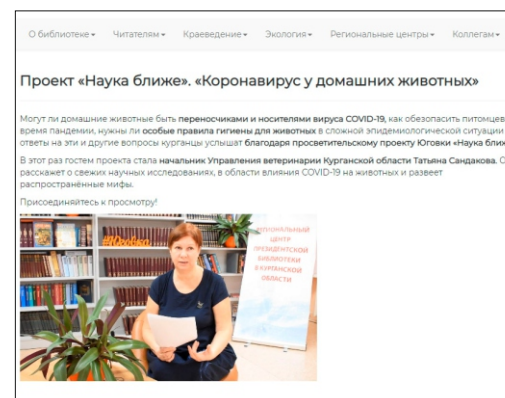 О библиотеке Читателям Краеведение Экология Региональные центры Коллегам
Проект «Наука ближе». «Коронавирус у домашних животных»
Могут ли домашние животные быть переносчиками и носителями вируса COVID-19, как обезопасить питомцев
время пандемии, нужны ли особые правила гигиены для животных в сложной эпидемиологической ситуации
ответы на эти и другие вопросы курганцы услышат благодаря просветительскому проекту Юговки «Наука
В этот раз гостем проекта стала начальник Управления ветеринарии Курганской области Татьяна Сандакова.
расскажет о свежих научных исследованиях, в области влияния COVID-19 на животных и развеет
распространённые мифы.
Присоединяйтесь к просмотру!
РЕГИОНАЛЬНЫЙ
ЦЕНТР
ПРЕЗИДЕНТСКОЙ
БИБЛИОТЕКИ
В КУРГАНСКОЙ
ОБЛАСТИ